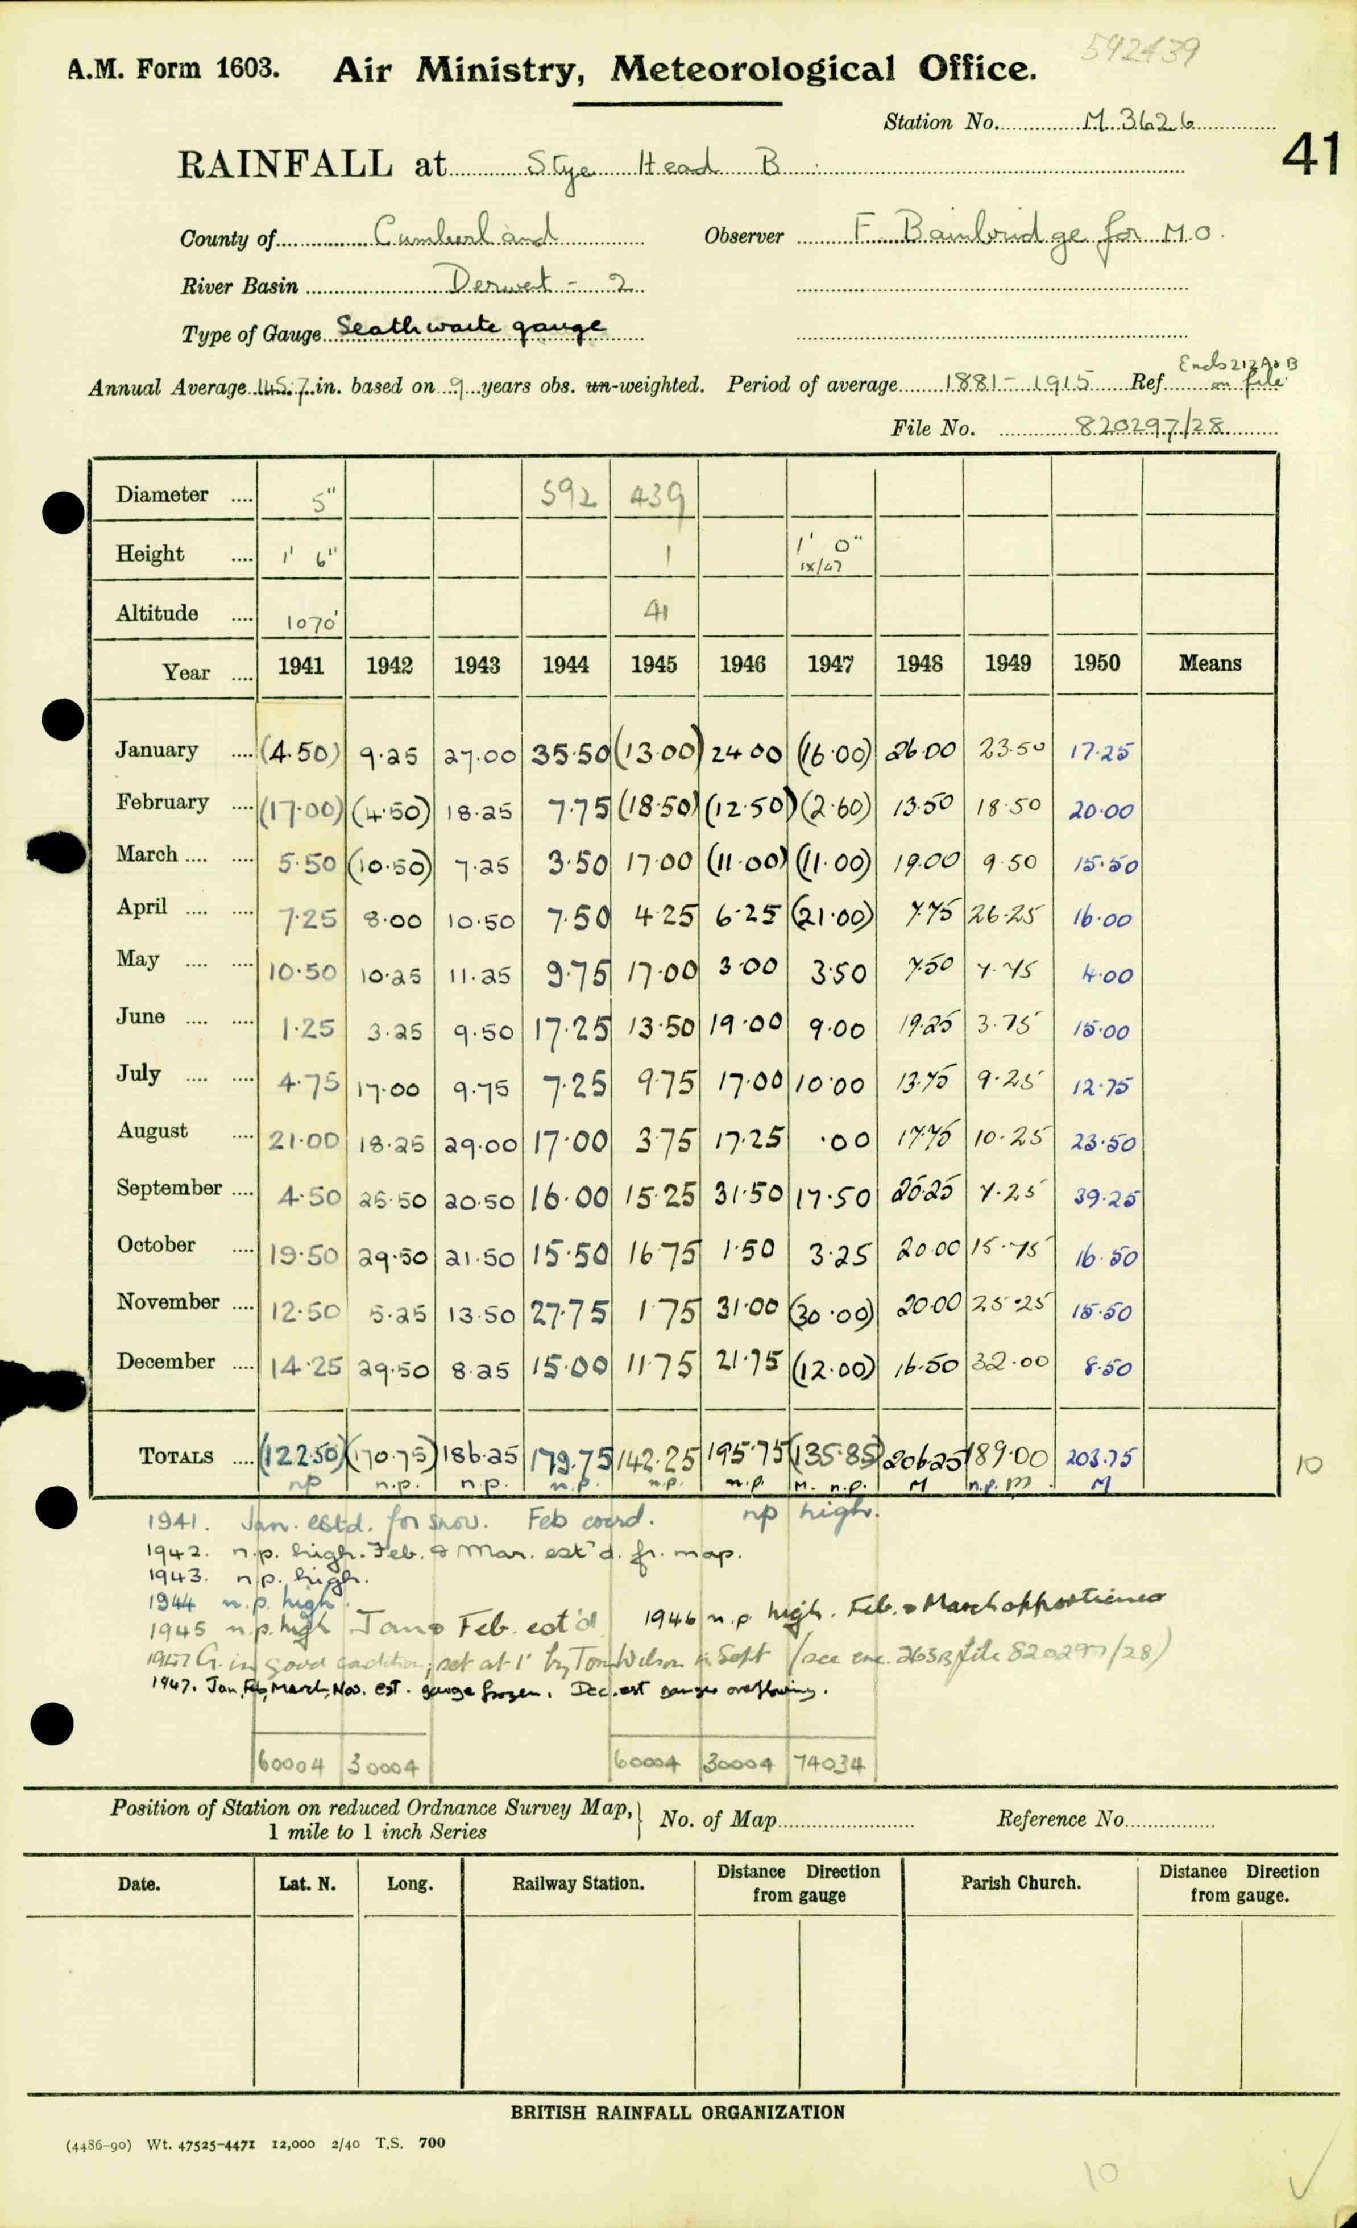 592439
A.M. Form 1603. Air Ministry, Meteorological Office.
Station No. M 3626
41
RAINFALL at Stye Head B.
County of Cumberland Observer F. Bainbridge for M.O.
River Basin Derwent - 2
Type of Gauge Seathwaite gauge
Annual Average 145.7 in. based on 9 years obs. un-weighted. Period of average 1881-1915 Ref. Encls 212A&B on file
File No. 820297/28
Diameter .... 5" 592 439
Height .... 1' 6" 1 1' 0" ix/47
Altitude .... 1070' 41
Year .... 1941 1942 1943 1944 1945 1946 1947 1948 1949 1950 Means
January .... (4.50) 9.25 27.00 35.50 (13.00) 24.00 (16.00) 26.00 23.50 17.25
February .... (17.00) (4.50) 18.25 7.75 (18.50) (12.50) (2.60) 13.50 18.50 20.00
March .... .... 5.50 (10.50) 7.25 3.50 17.00 (11.00) (11.00) 19.00 9.50 15.50
April .... .... 7.25 8.00 10.50 7.50 4.25 6.25 (21.00) 7.75 26.25 16.00
May .... .... 10.50 10.25 11.25 9.75 17.00 3.00 3.50 7.50 7.75 4.00
June .... .... 1.25 3.25 9.50 17.25 13.50 19.00 9.00 19.25 3.75 15.00
July .... .... 4.75 17.00 9.75 7.25 9.75 17.00 10.00 13.75 9.25 12.75
August .... 21.00 18.25 29.00 17.00 3.75 17.25 .00 17.75 10.25 23.50
September .... 4.50 26.50 20.50 16.00 15.25 31.50 17.50 25.25 7.25 39.25
October .... 19.50 29.50 21.50 15.50 16.75 1.50 3.25 20.00 15.75 16.50
November .... 12.50 5.25 13.50 27.75 1.75 31.00 (30.00) 20.00 25.25 15.50
December .... 14.25 29.50 8.25 15.00 11.75 21.75 (12.00) 16.50 32.00 8.50
TOTALS .... (122.50) (170.75) 186.25 179.75 142.25 195.75 (135.85) 206.25 189.00 203.75
np n.p. n.p. n.p. n.p. n.p. M. n.p. M n.p. M M
10
1941. Jan. estd. for snow. Feb coord. np high.
1942. n.p. high. Feb. & Mar. est'd. fr. map.
1943. n.p. high.
1944 n.p. high.
1945 n.p. high Jan & Feb. est'd 1946 n.p. high. Feb. & March apportioned
1947 G. in good condition; set at 1' by Tom Wilson in Sept (see enc. 263B file 820297/28)
1947. Jan, Feb, March, Nov. est. gauge frozen. Dec. est gauge overflowing.
60004 30004 60004 30004 74034
Position of Station on reduced Ordnance Survey Map, 1 mile to 1 inch Series } No. of Map Reference No.
Date. Lat. N. Long. Railway Station. Distance Direction from gauge Parish Church. Distance Direction from gauge.
BRITISH RAINFALL ORGANIZATION
(4486-90) Wt. 47525-4471 12,000 2/40 T.S. 700
10